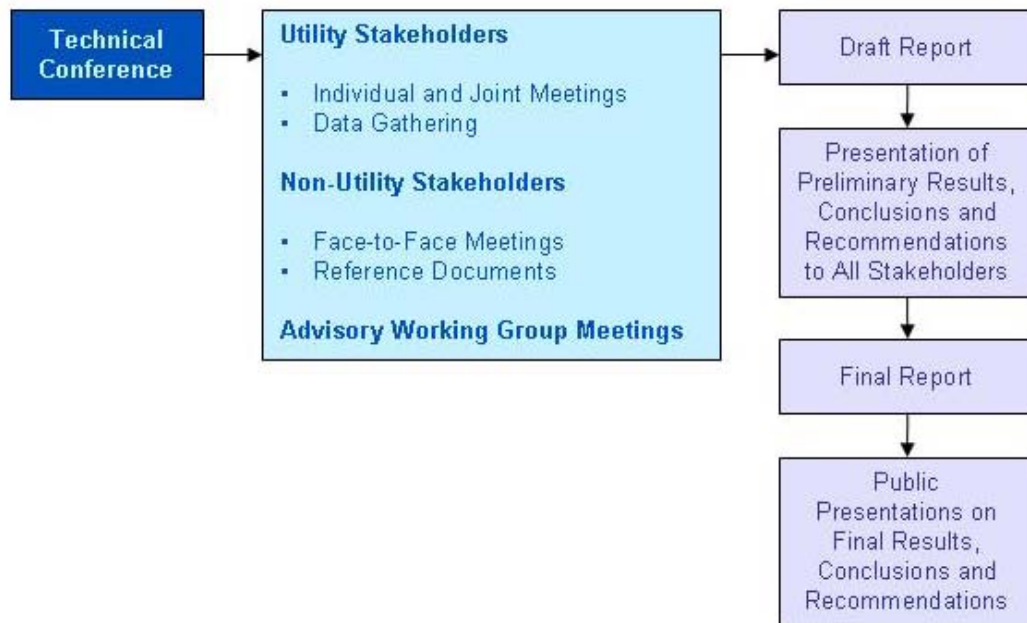 Technical
Conference
Utility Stakeholders
▪ Individual and Joint Meetings
▪ Data Gathering
Non-Utility Stakeholders
▪ Face-to-Face Meetings
▪ Reference Documents
Advisory Working Group Meetings
Draft Report
Presentation of
Preliminary Results,
Conclusions and
Recommendations
to All Stakeholders
Final Report
Public
Presentations on
Final Results,
Conclusions and
Recommendations